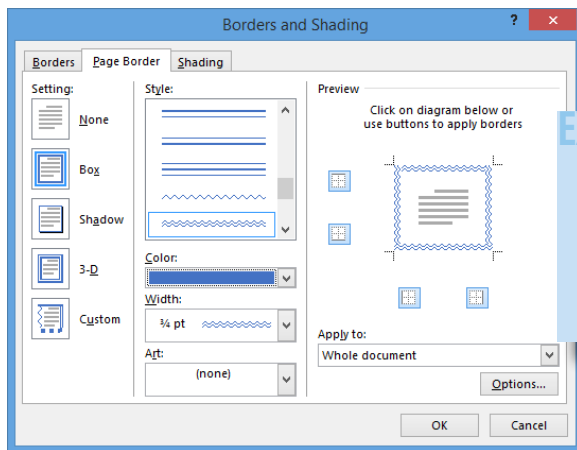 Borders and Shading
?
×
Borders
Page Border
Shading
Setting:
None
Box
Shadow
3-D
Custom
Style:
Color:
Width:
¾ pt
Art:
(none)
Preview
Click on diagram below or
use buttons to apply borders
Apply to:
Whole document
Options...
OK
Cancel